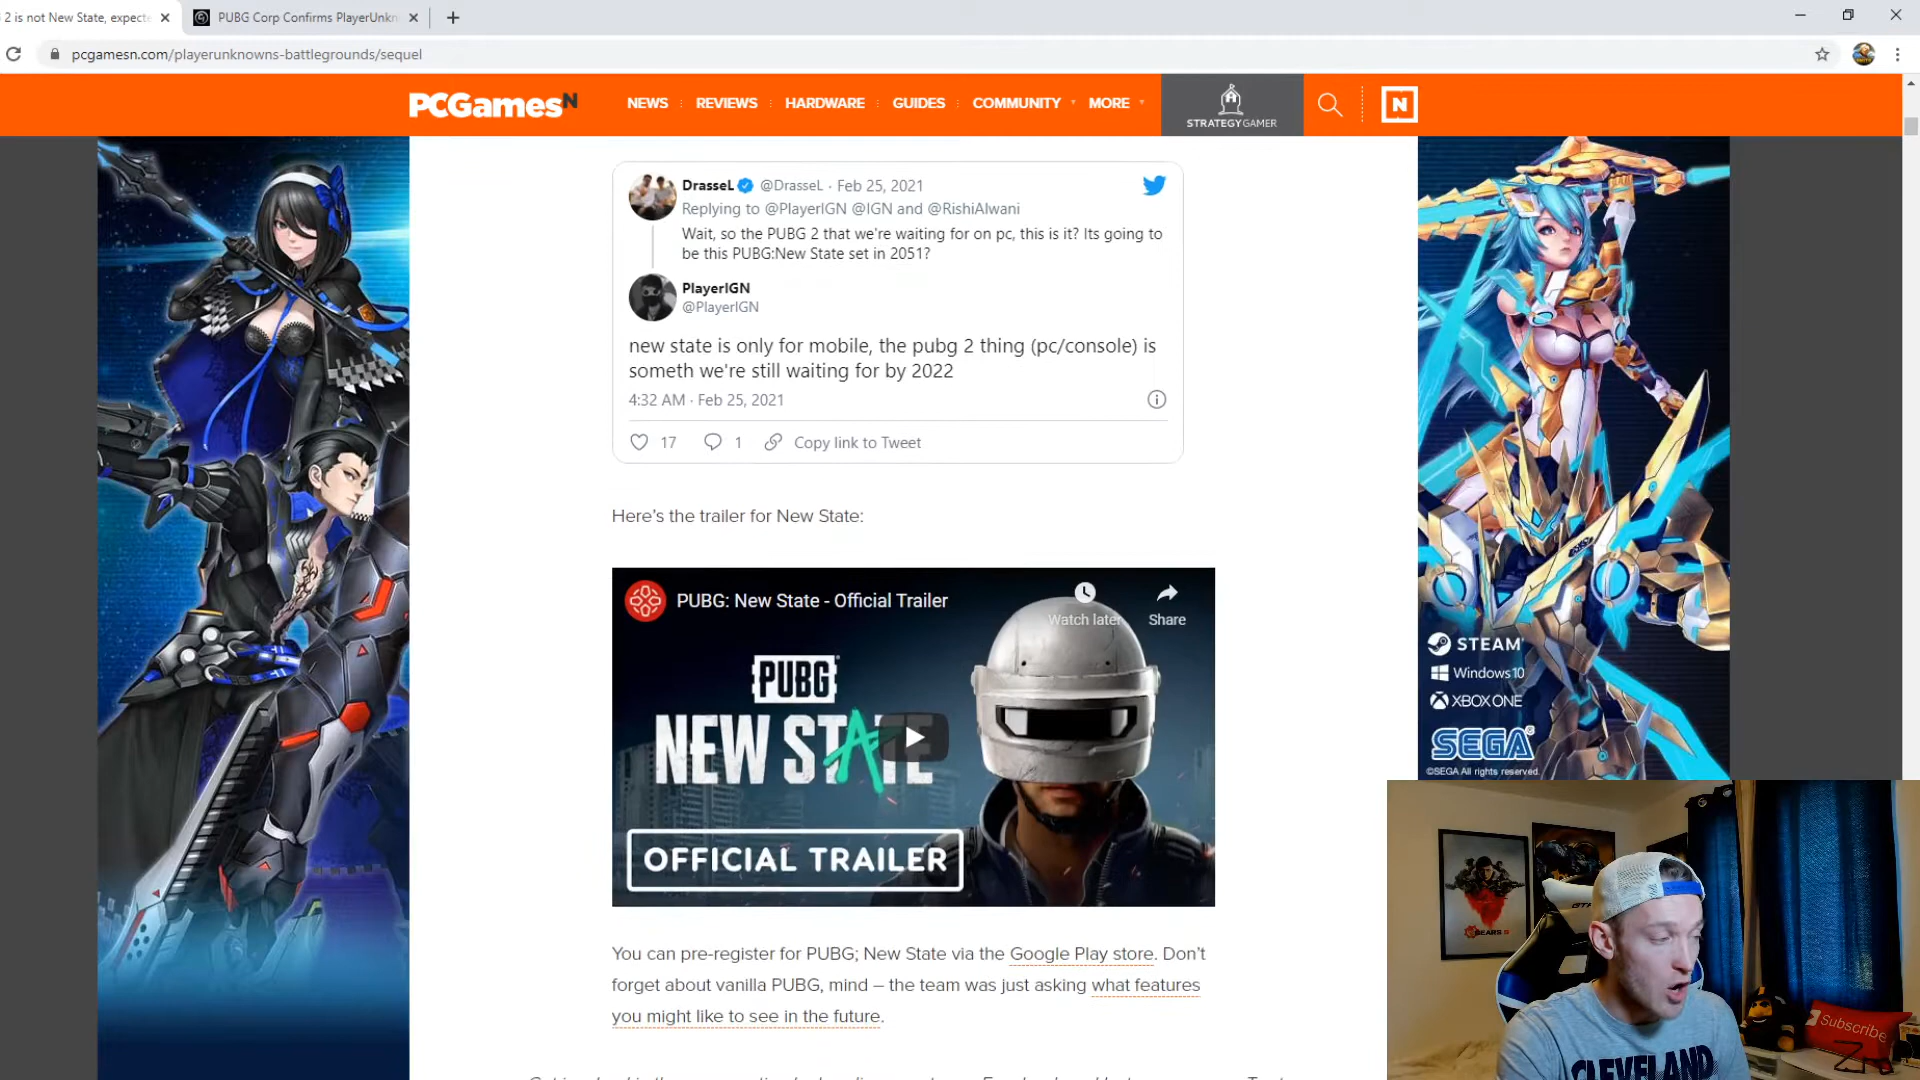 2 is not New State, expecte
PUBG Corp Confirms PlayerUnkn
pcgamesn.com/playerunknowns-battlegrounds/sequel
PCGamesN
NEWS
REVIEWS
HARDWARE
GUIDES
COMMUNITY
MORE
STRATEGYGAMER
N
DrasseL @DrasseL · Feb 25, 2021
Replying to @PlayerIGN @IGN and @RishiAlwani
Wait, so the PUBG 2 that we're waiting for on pc, this is it? Its going to
be this PUBG:New State set in 2051?
PlayerIGN
@PlayerIGN
new state is only for mobile, the pubg 2 thing (pc/console) is
someth we're still waiting for by 2022
4:32 AM · Feb 25, 2021
17
1
Copy link to Tweet
Here's the trailer for New State:
PUBG: New State - Official Trailer
Watch later
Share
PUBG
NEW STATE
OFFICIAL TRAILER
STEAM
Windows10
XBOX ONE
SEGA
©SEGA All rights reserved.
You can pre-register for PUBG; New State via the Google Play store. Don't
forget about vanilla PUBG, mind – the team was just asking what features
you might like to see in the future.
GEARS 5
Subscribe
CLEVELAND